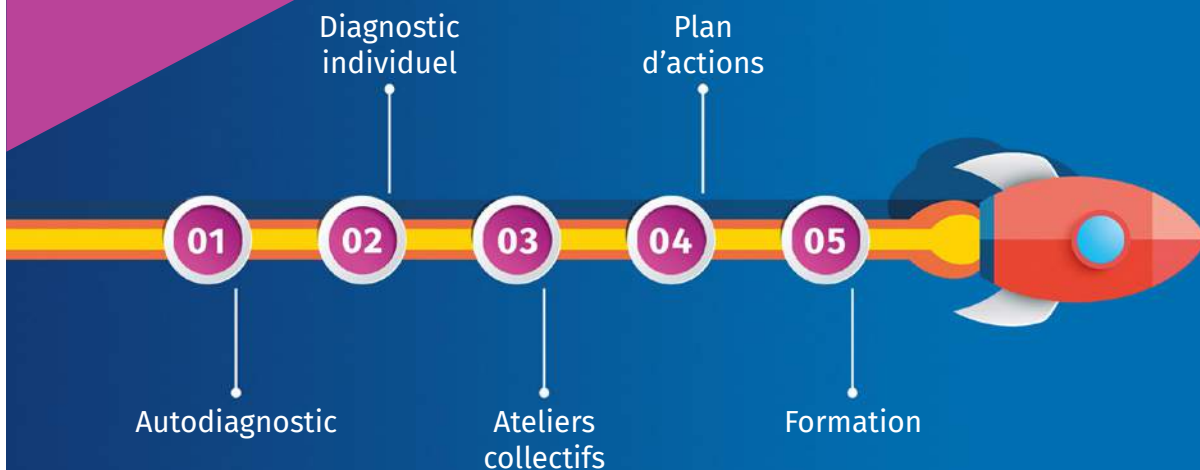 Diagnostic
individuel
Plan
d’actions
01
02
03
04
05
Autodiagnostic
Ateliers
collectifs
Formation